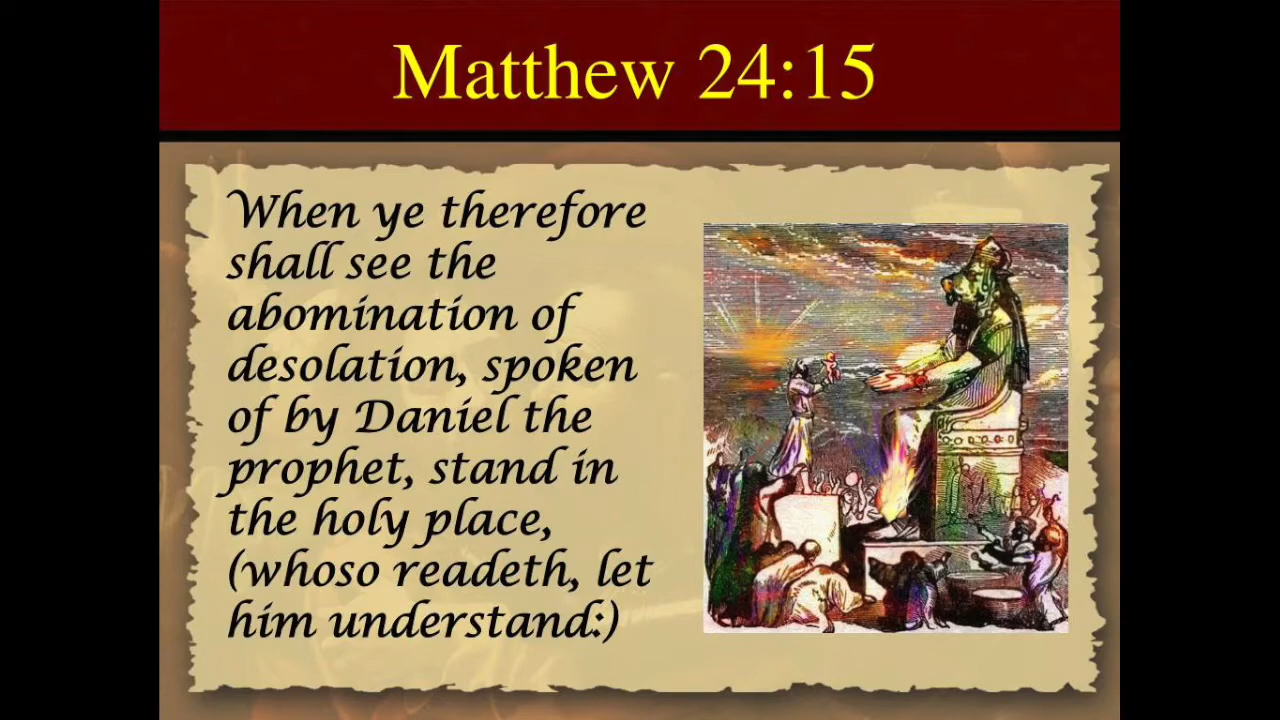 Matthew 24:15
When ye therefore
shall see the
abomination of
desolation, spoken
of by Daniel the
prophet, stand in
the holy place,
(whoso readeth, let
him understand:)